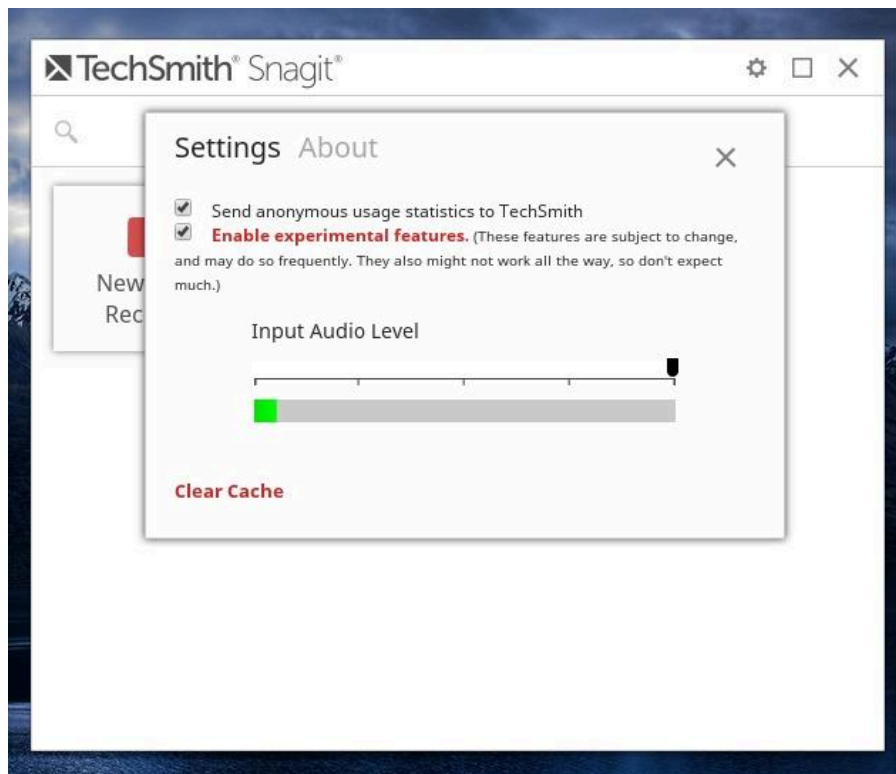 TechSmith® Snagit®
Settings About
Send anonymous usage statistics to TechSmith
Enable experimental features. (These features are subject to change,
and may do so frequently. They also might not work all the way, so don't expect
much.)
New
Rec
Input Audio Level
Clear Cache